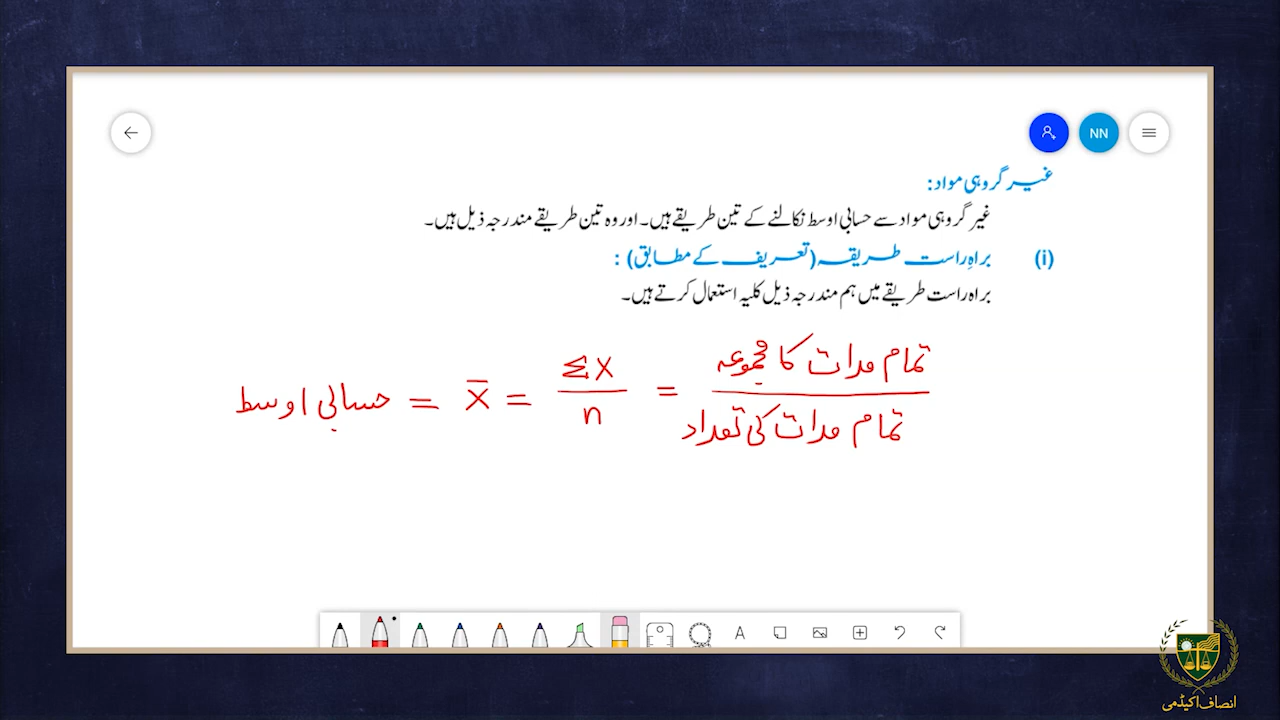 NN
غیر گروہی مواد:
غیر گروہی مواد سے حسابی اوسط نکالنے کے تین طریقے ہیں۔ اور وہ تین طریقے مندرجہ ذیل ہیں۔
(i) براہِ راست طریقہ (تعریف کے مطابق) :
براہ راست طریقے میں ہم مندرجہ ذیل کلیہ استعمال کرتے ہیں۔
حسابی اوسط = X̄ = ΣX / n = تمام مدات کا مجموعہ / تمام مدات کی تعداد
A
انصاف اکیڈمی